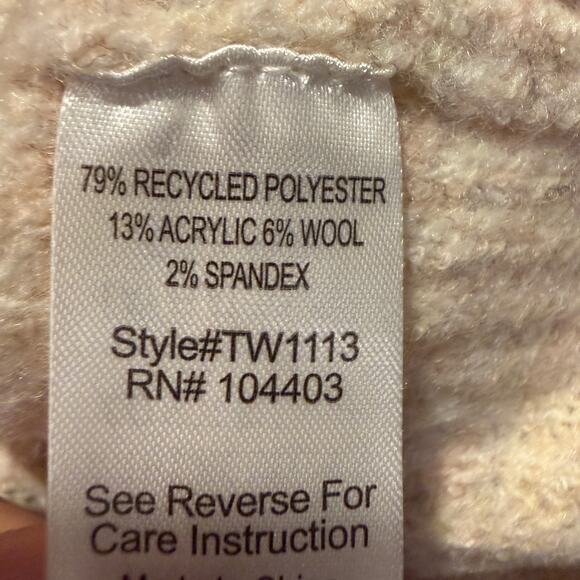 79% RECYCLED POLYESTER
13% ACRYLIC 6% WOOL
2% SPANDEX
Style#TW1113
RN# 104403
See Reverse For
Care Instruction